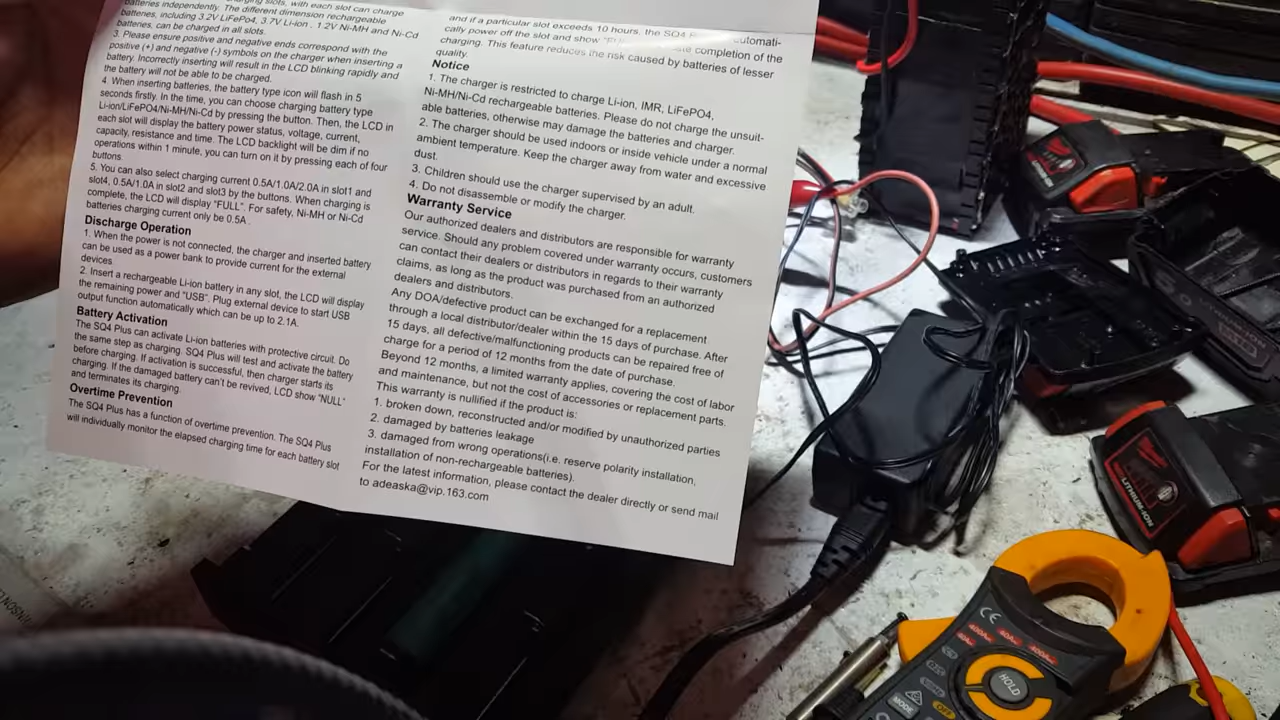 charging slots, with each slot can charge
batteries independently. The different dimension rechargeable
batteries, including 3.2V LiFePo4, 3.7V Li-ion . 1.2V Ni-MH and Ni-Cd
batteries, can be charged in all slots.
3. Please ensure positive and negative ends correspond with the
positive (+) and negative (-) symbols on the charger when inserting a
battery. Incorrectly inserting will result in the LCD blinking rapidly and
the battery will not be able to be charged.
4. When inserting batteries, the battery type icon will flash in 5
seconds firstly. In the time, you can choose charging battery type
Li-ion/LiFePO4/Ni-MH/Ni-Cd by pressing the button. Then, the LCD in
each slot will display the battery power status, voltage, current,
capacity, resistance and time. The LCD backlight will be dim if no
operations within 1 minute, you can turn on it by pressing each of four
buttons.
5. You can also select charging current 0.5A/1.0A/2.0A in slot1 and
slot4, 0.5A/1.0A in slot2 and slot3 by the buttons. When charging is
complete, the LCD will display "FULL". For safety, Ni-MH or Ni-Cd
batteries charging current only be 0.5A .
Discharge Operation
1. When the power is not connected, the charger and inserted battery
can be used as a power bank to provide current for the external
devices.
2. Insert a rechargeable Li-ion battery in any slot, the LCD will display
the remaining power and "USB". Plug external device to start USB
output function automatically which can be up to 2.1A.
Battery Activation
The SQ4 Plus can activate Li-ion batteries with protective circuit. Do
the same step as charging. SQ4 Plus will test and activate the battery
before charging. If activation is successful, then charger starts its
charging. If the damaged battery can't be revived, LCD show "NULL"
and terminates its charging.
Overtime Prevention
The SQ4 Plus has a function of overtime prevention. The SQ4 Plus
will individually monitor the elapsed charging time for each battery slot
and if a particular slot exceeds 10 hours, the SQ4 automati-
cally power off the slot and show completion of the
charging. This feature reduces the risk caused by batteries of lesser
quality.
Notice
1. The charger is restricted to charge Li-ion, IMR, LiFePO4,
Ni-MH/Ni-Cd rechargeable batteries. Please do not charge the unsuit-
able batteries, otherwise may damage the batteries and charger.
2. The charger should be used indoors or inside vehicle under a normal
ambient temperature. Keep the charger away from water and excessive
dust.
3. Children should use the charger supervised by an adult.
4. Do not disassemble or modify the charger.
Warranty Service
Our authorized dealers and distributors are responsible for warranty
service. Should any problem covered under warranty occurs, customers
can contact their dealers or distributors in regards to their warranty
claims, as long as the product was purchased from an authorized
dealers and distributors.
Any DOA/defective product can be exchanged for a replacement
through a local distributor/dealer within the 15 days of purchase. After
15 days, all defective/malfunctioning products can be repaired free of
charge for a period of 12 months from the date of purchase.
Beyond 12 months, a limited warranty applies, covering the cost of labor
and maintenance, but not the cost of accessories or replacement parts.
This warranty is nullified if the product is:
1. broken down, reconstructed and/or modified by unauthorized parties
2. damaged by batteries leakage
3. damaged from wrong operations(i.e. reserve polarity installation,
installation of non-rechargeable batteries).
For the latest information, please contact the dealer directly or send mail
to adeaska@vip.163.com
LITHIUM-ION
CE
HOLD
MODE
OFF